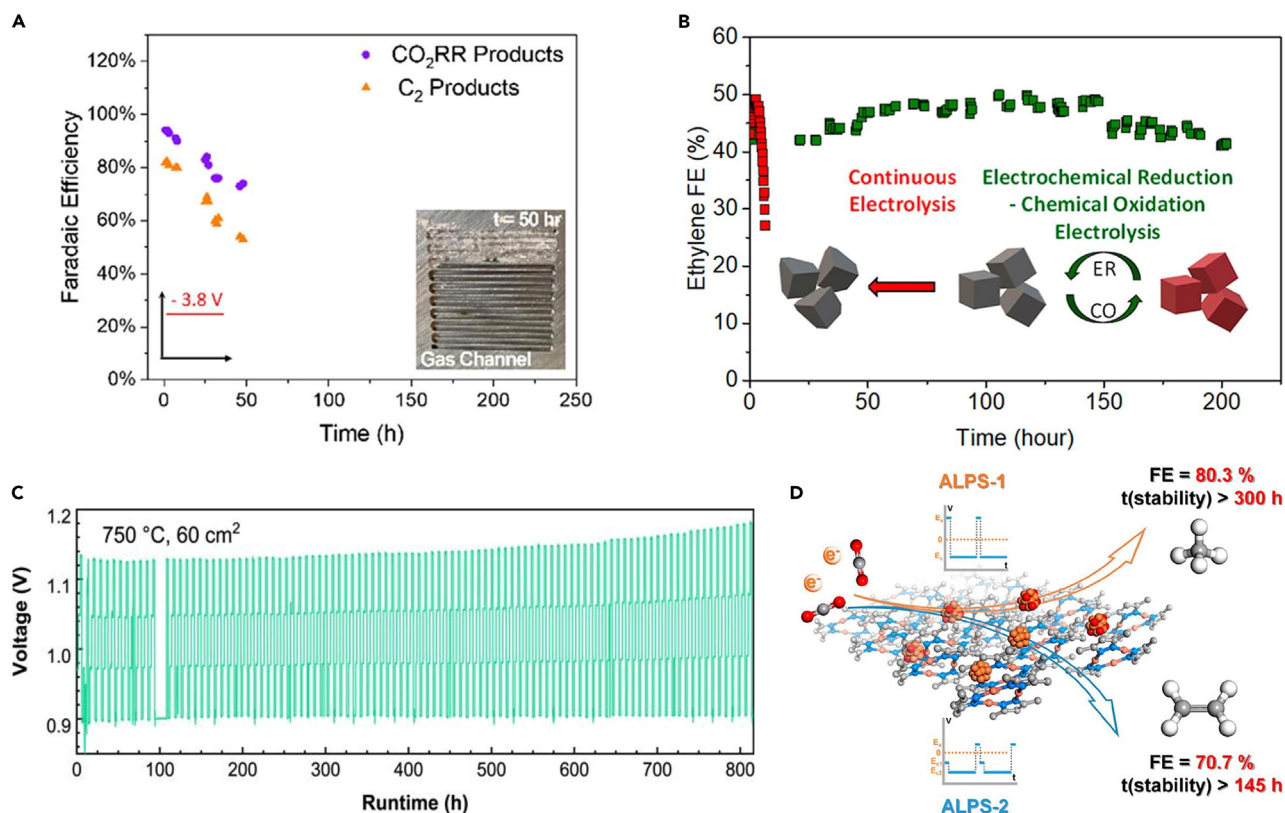 A
Faradaic Efficiency
120%
100%
80%
60%
40%
20%
0%
CO₂RR Products
C₂ Products
- 3.8 V
t = 50 hr
Gas Channel
0 50 100 150 200 250
Time (h)
B
Ethylene FE (%)
60
50
40
30
20
10
0
Continuous
Electrolysis
Electrochemical Reduction
- Chemical Oxidation
Electrolysis
ER
CO
0 50 100 150 200
Time (hour)
C
Voltage (V)
1.2
1.1
1.0
0.9
750 °C, 60 cm²
0 100 200 300 400 500 600 700 800
Runtime (h)
D
ALPS-1
V
0
t
e⁻
e⁻
FE = 80.3 %
t(stability) > 300 h
V
0
t
ALPS-2
FE = 70.7 %
t(stability) > 145 h